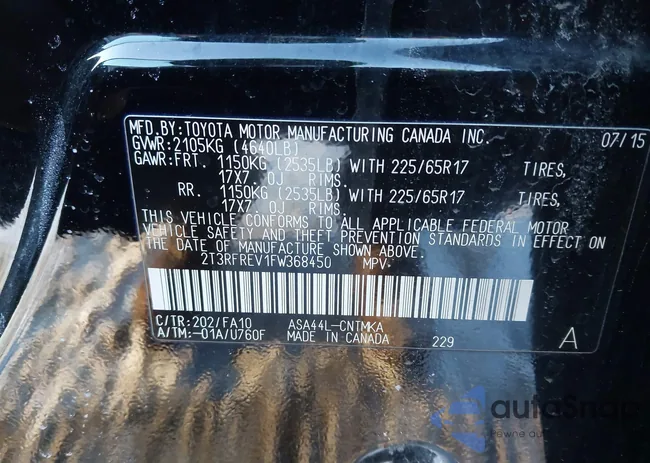 MFD.BY:TOYOTA MOTOR MANUFACTURING CANADA INC. 07/15
GVWR:2105KG (4640LB)
GAWR:FRT. 1150KG (2535LB) WITH 225/65R17 TIRES,
17X7.0J RIMS.
RR. 1150KG (2535LB) WITH 225/65R17 TIRES,
17X7.0J RIMS.
THIS VEHICLE CONFORMS TO ALL APPLICABLE FEDERAL MOTOR
VEHICLE SAFETY AND THEFT PREVENTION STANDARDS IN EFFECT ON
THE DATE OF MANUFACTURE SHOWN ABOVE.
2T3RFREV1FW368450 MPV.
C/TR:202/FA10 ASA44L-CNTMKA
A/TM:-01A/U760F MADE IN CANADA 229 A
autoSnap